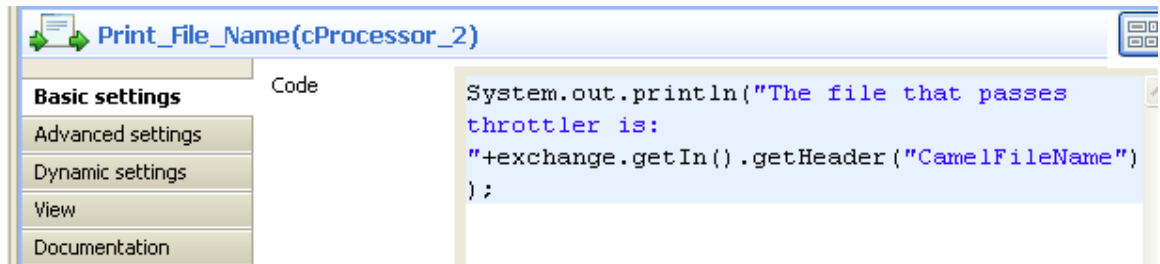 Print_File_Name(cProcessor_2)
Basic settings
Advanced settings
Dynamic settings
View
Documentation
Code
System.out.println("The file that passes
throttler is:
"+exchange.getIn().getHeader("CamelFileName")
);